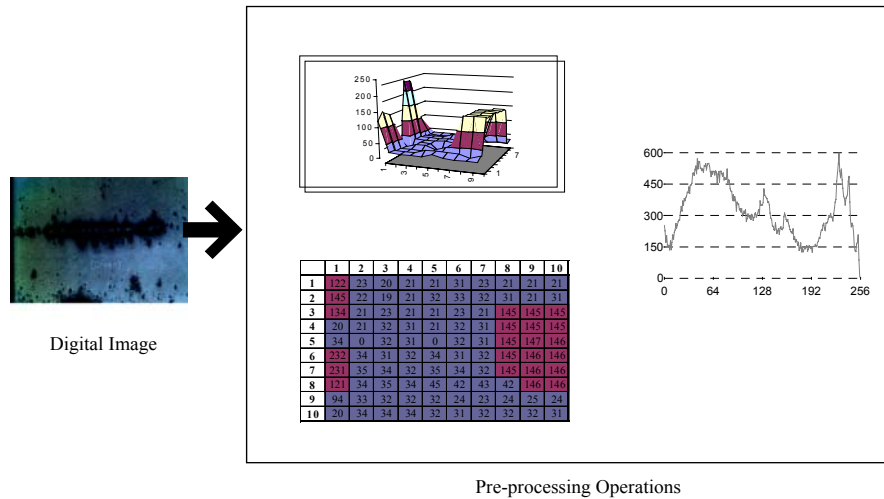 250
200
150
100
50
0
1 3 5 7 9
1 7
600
450
300
150
0
0 64 128 192 256
1 2 3 4 5 6 7 8 9 10
1 122 23 20 21 21 31 23 21 21 21
2 145 22 19 21 32 33 32 31 21 31
3 134 21 23 21 21 23 21 145 145 145
4 20 21 32 31 21 32 31 145 145 145
5 34 0 32 31 0 32 31 145 147 146
6 232 34 31 32 34 31 32 145 146 146
7 231 35 34 32 35 34 32 145 146 146
8 121 34 35 34 45 42 43 42 146 146
9 94 33 32 32 32 24 23 24 25 24
10 20 34 34 34 32 31 32 32 32 31
Digital Image
Pre-processing Operations